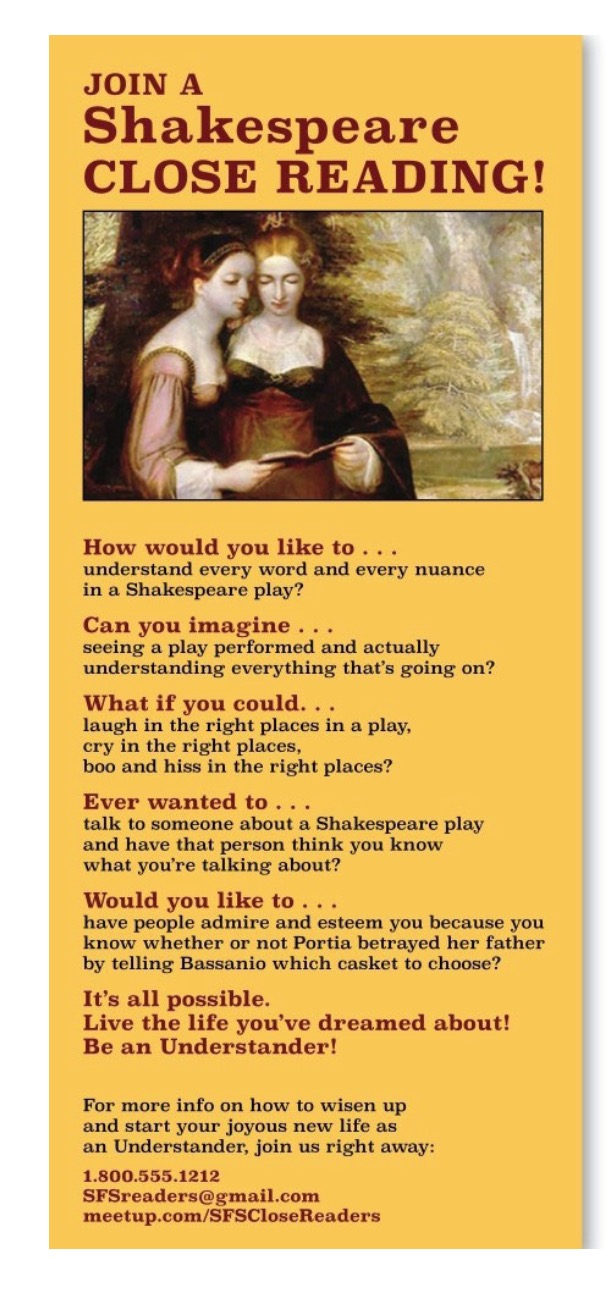 JOIN A
Shakespeare
CLOSE READING!
How would you like to . . .
understand every word and every nuance
in a Shakespeare play?
Can you imagine . . .
seeing a play performed and actually
understanding everything that's going on?
What if you could. . .
laugh in the right places in a play,
cry in the right places,
boo and hiss in the right places?
Ever wanted to . . .
talk to someone about a Shakespeare play
and have that person think you know
what you're talking about?
Would you like to . . .
have people admire and esteem you because you
know whether or not Portia betrayed her father
by telling Bassanio which casket to choose?
It's all possible.
Live the life you've dreamed about!
Be an Understander!
For more info on how to wisen up
and start your joyous new life as
an Understander, join us right away:
1.800.555.1212
SFSreaders@gmail.com
meetup.com/SFSCloseReaders